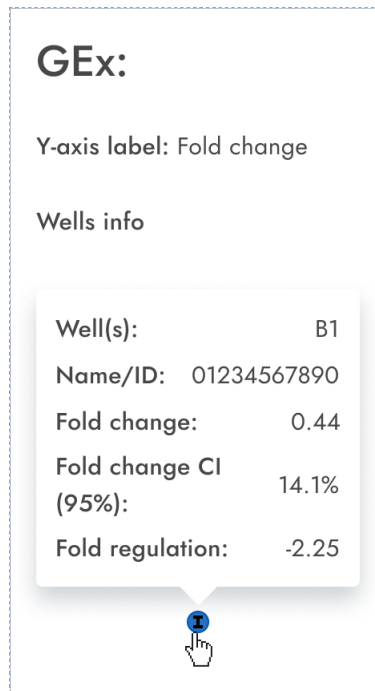 GEx:
Y-axis label: Fold change
Wells info
Well(s): B1
Name/ID: 01234567890
Fold change: 0.44
Fold change CI
(95%): 14.1%
Fold regulation: -2.25
I